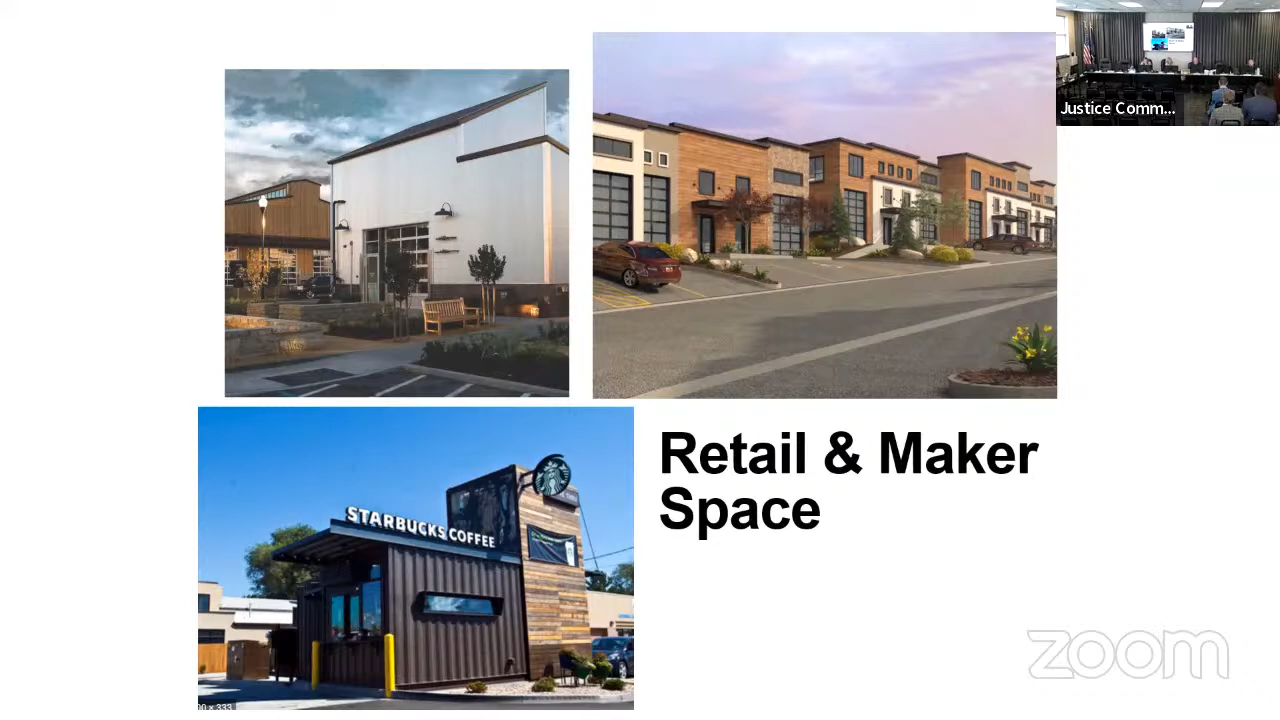 Justice Comm...
STARBUCKS COFFEE
Retail & Maker
Space
zoom